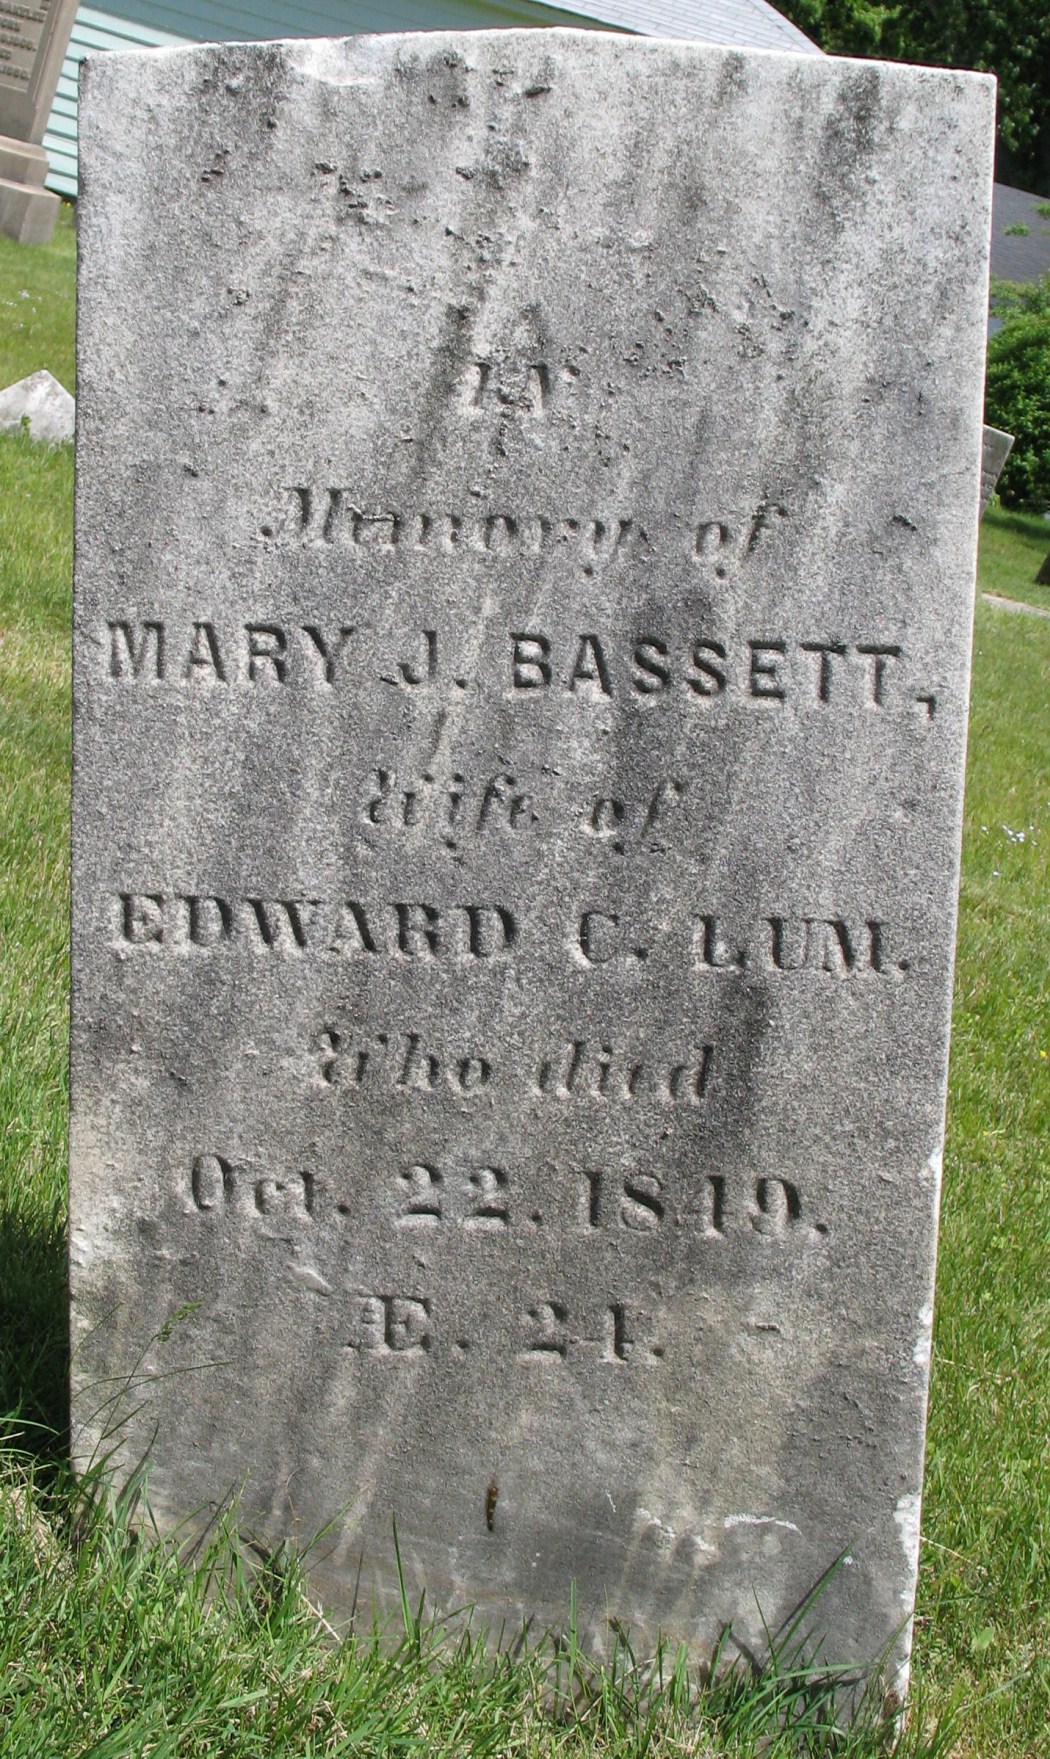 IN
Memory of
MARY J. BASSETT,
Wife of
EDWARD C. LUM.
Who died
Oct. 22. 1849.
Æ. 24.